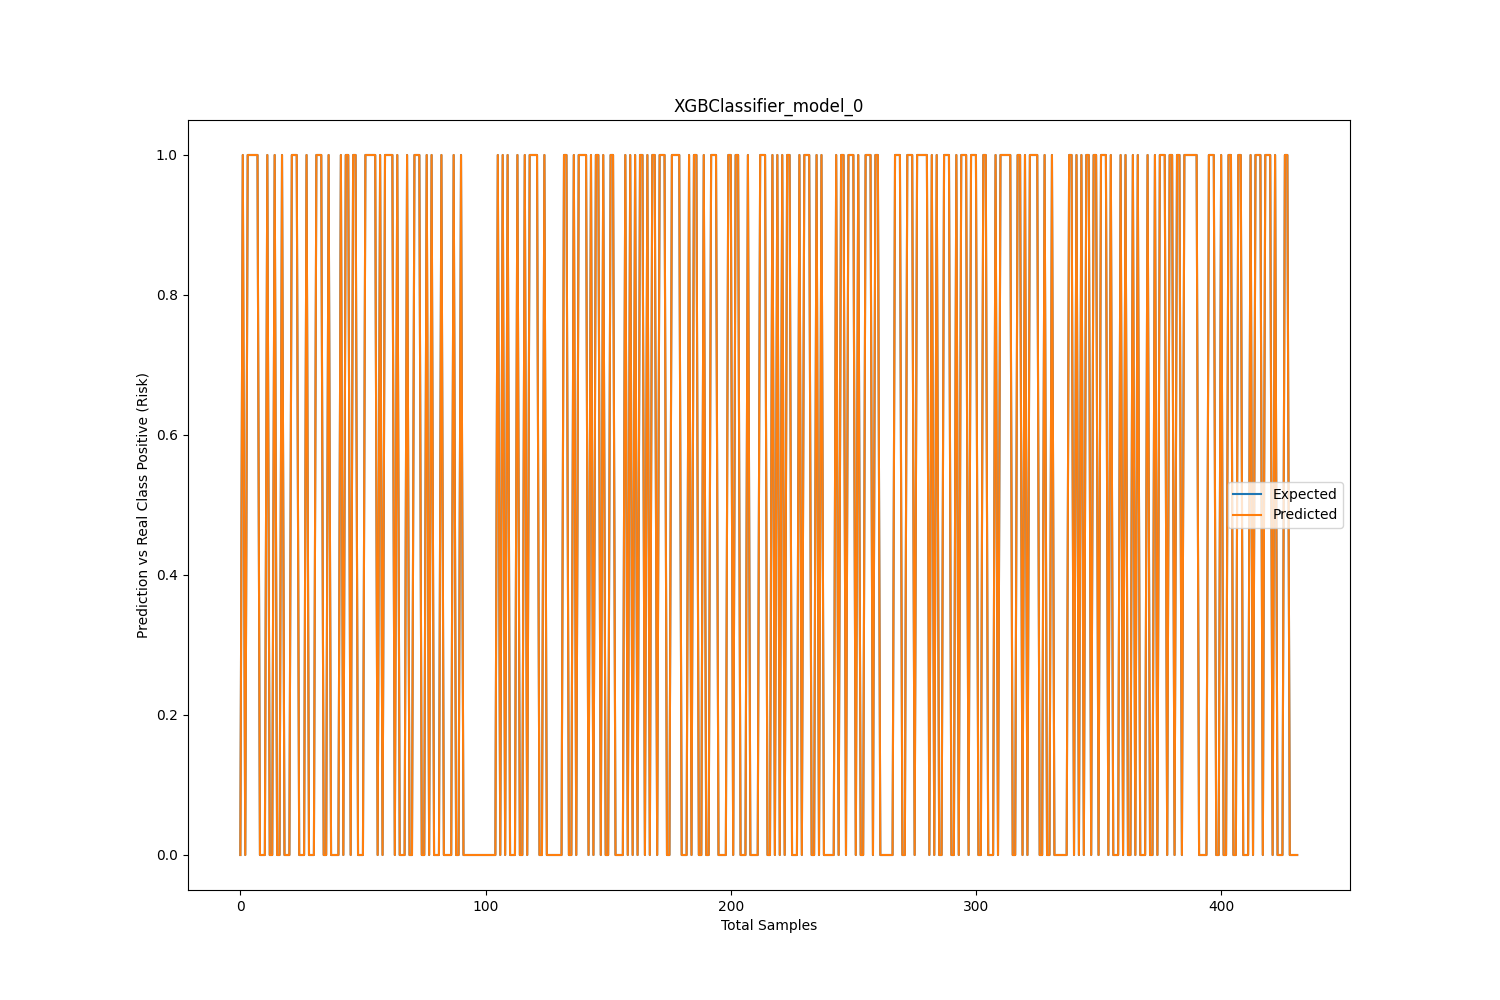 XGBClassifier_model_0
1.0
0.8
0.6
0.4
0.2
0.0
Prediction vs Real Class Positive (Risk)
Expected
Predicted
0 100 200 300 400
Total Samples